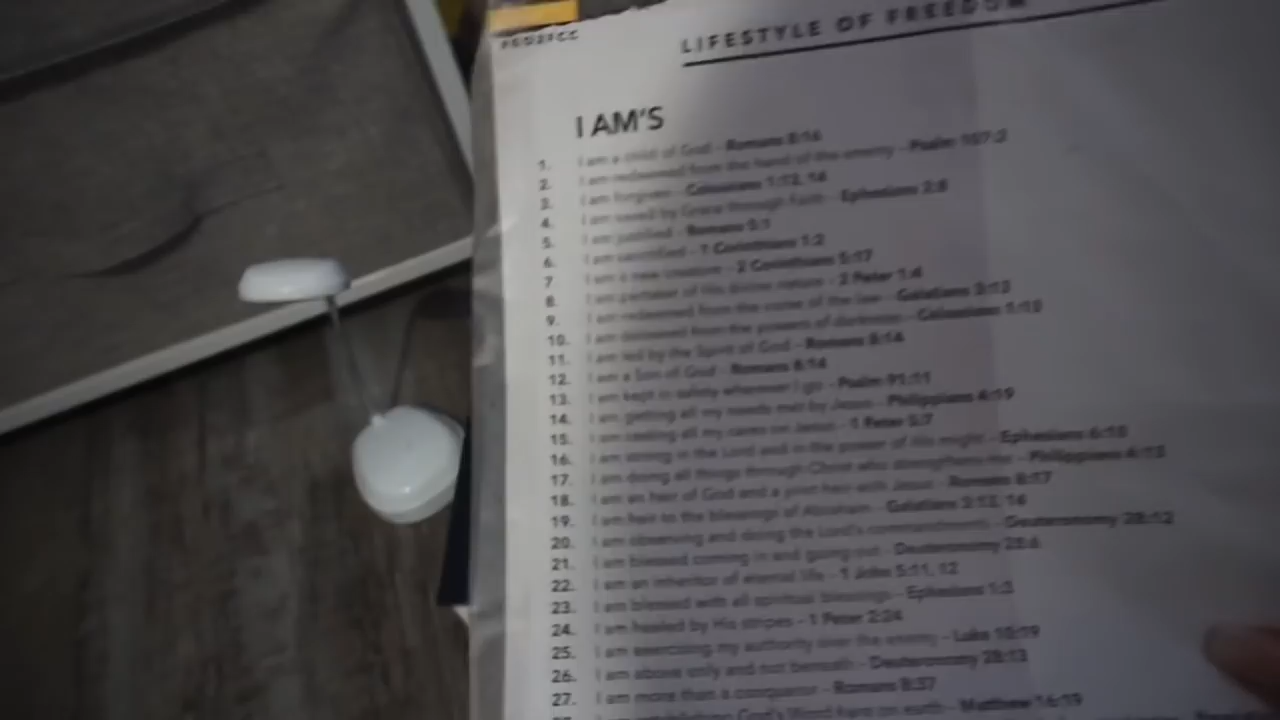 LIFESTYLE OF FREEDOM
I AM'S
1. I am a child of God - Romans 8:16
2. I am redeemed from the hand of the enemy - Psalm 107:2
3. I am forgiven - Colossians 1:13, 14
4. I am saved by Grace through Faith - Ephesians 2:8
5. I am justified - Romans 5:1
6. I am sanctified - 1 Corinthians 1:2
7 I am a new creature - 2 Corinthians 5:17
8. I am partaker of His divine nature - 2 Peter 1:4
9. I am redeemed from the curse of the law - Galatians 3:13
10. I am delivered from the powers of darkness - Colossians 1:13
11. I am led by the Spirit of God - Romans 8:14
12. I am a Son of God - Romans 8:14
13. I am kept in safety wherever I go - Psalm 91:11
14. I am getting all my needs met by Jesus - Philippians 4:19
15. I am casting all my cares on Jesus - 1 Peter 5:7
16. I am strong in the Lord and in the power of His might - Ephesians 6:10
17. I am doing all things through Christ who strengthens me - Philippians 4:13
18. I am an heir of God and a joint heir with Jesus - Romans 8:17
19. I am heir to the blessings of Abraham - Galatians 3:13, 14
20. I am observing and doing the Lord's commandments - Deuteronomy 28:12
21. I am blessed coming in and going out - Deuteronomy 28:6
22. I am an inheritor of eternal life - 1 John 5:11, 12
23. I am blessed with all spiritual blessings - Ephesians 1:3
24. I am healed by His stripes - 1 Peter 2:24
25. I am exercising my authority over the enemy - Luke 10:19
26. I am above only and not beneath - Deuteronomy 28:13
27. I am more than a conqueror - Romans 8:37
I am establishing God's Word here on earth - Matthew 16:19